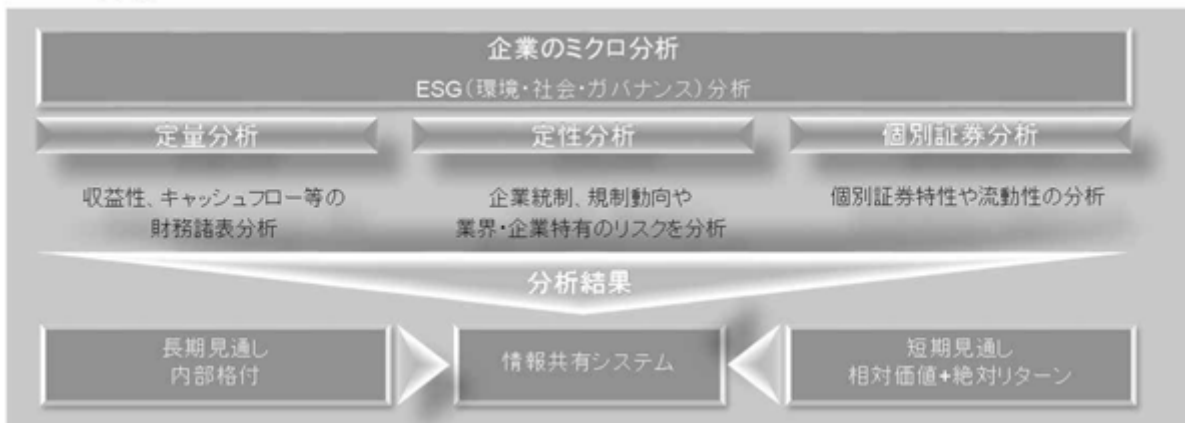 企業のミクロ分析
ESG(環境・社会・ガバナンス)分析
定量分析
定性分析
個別証券分析
収益性、キャッシュフロー等の
財務諸表分析
企業統制、規制動向や
業界・企業特有のリスクを分析
個別証券特性や流動性の分析
分析結果
長期見通し
内部格付
情報共有システム
短期見通し
相対価値+絶対リターン